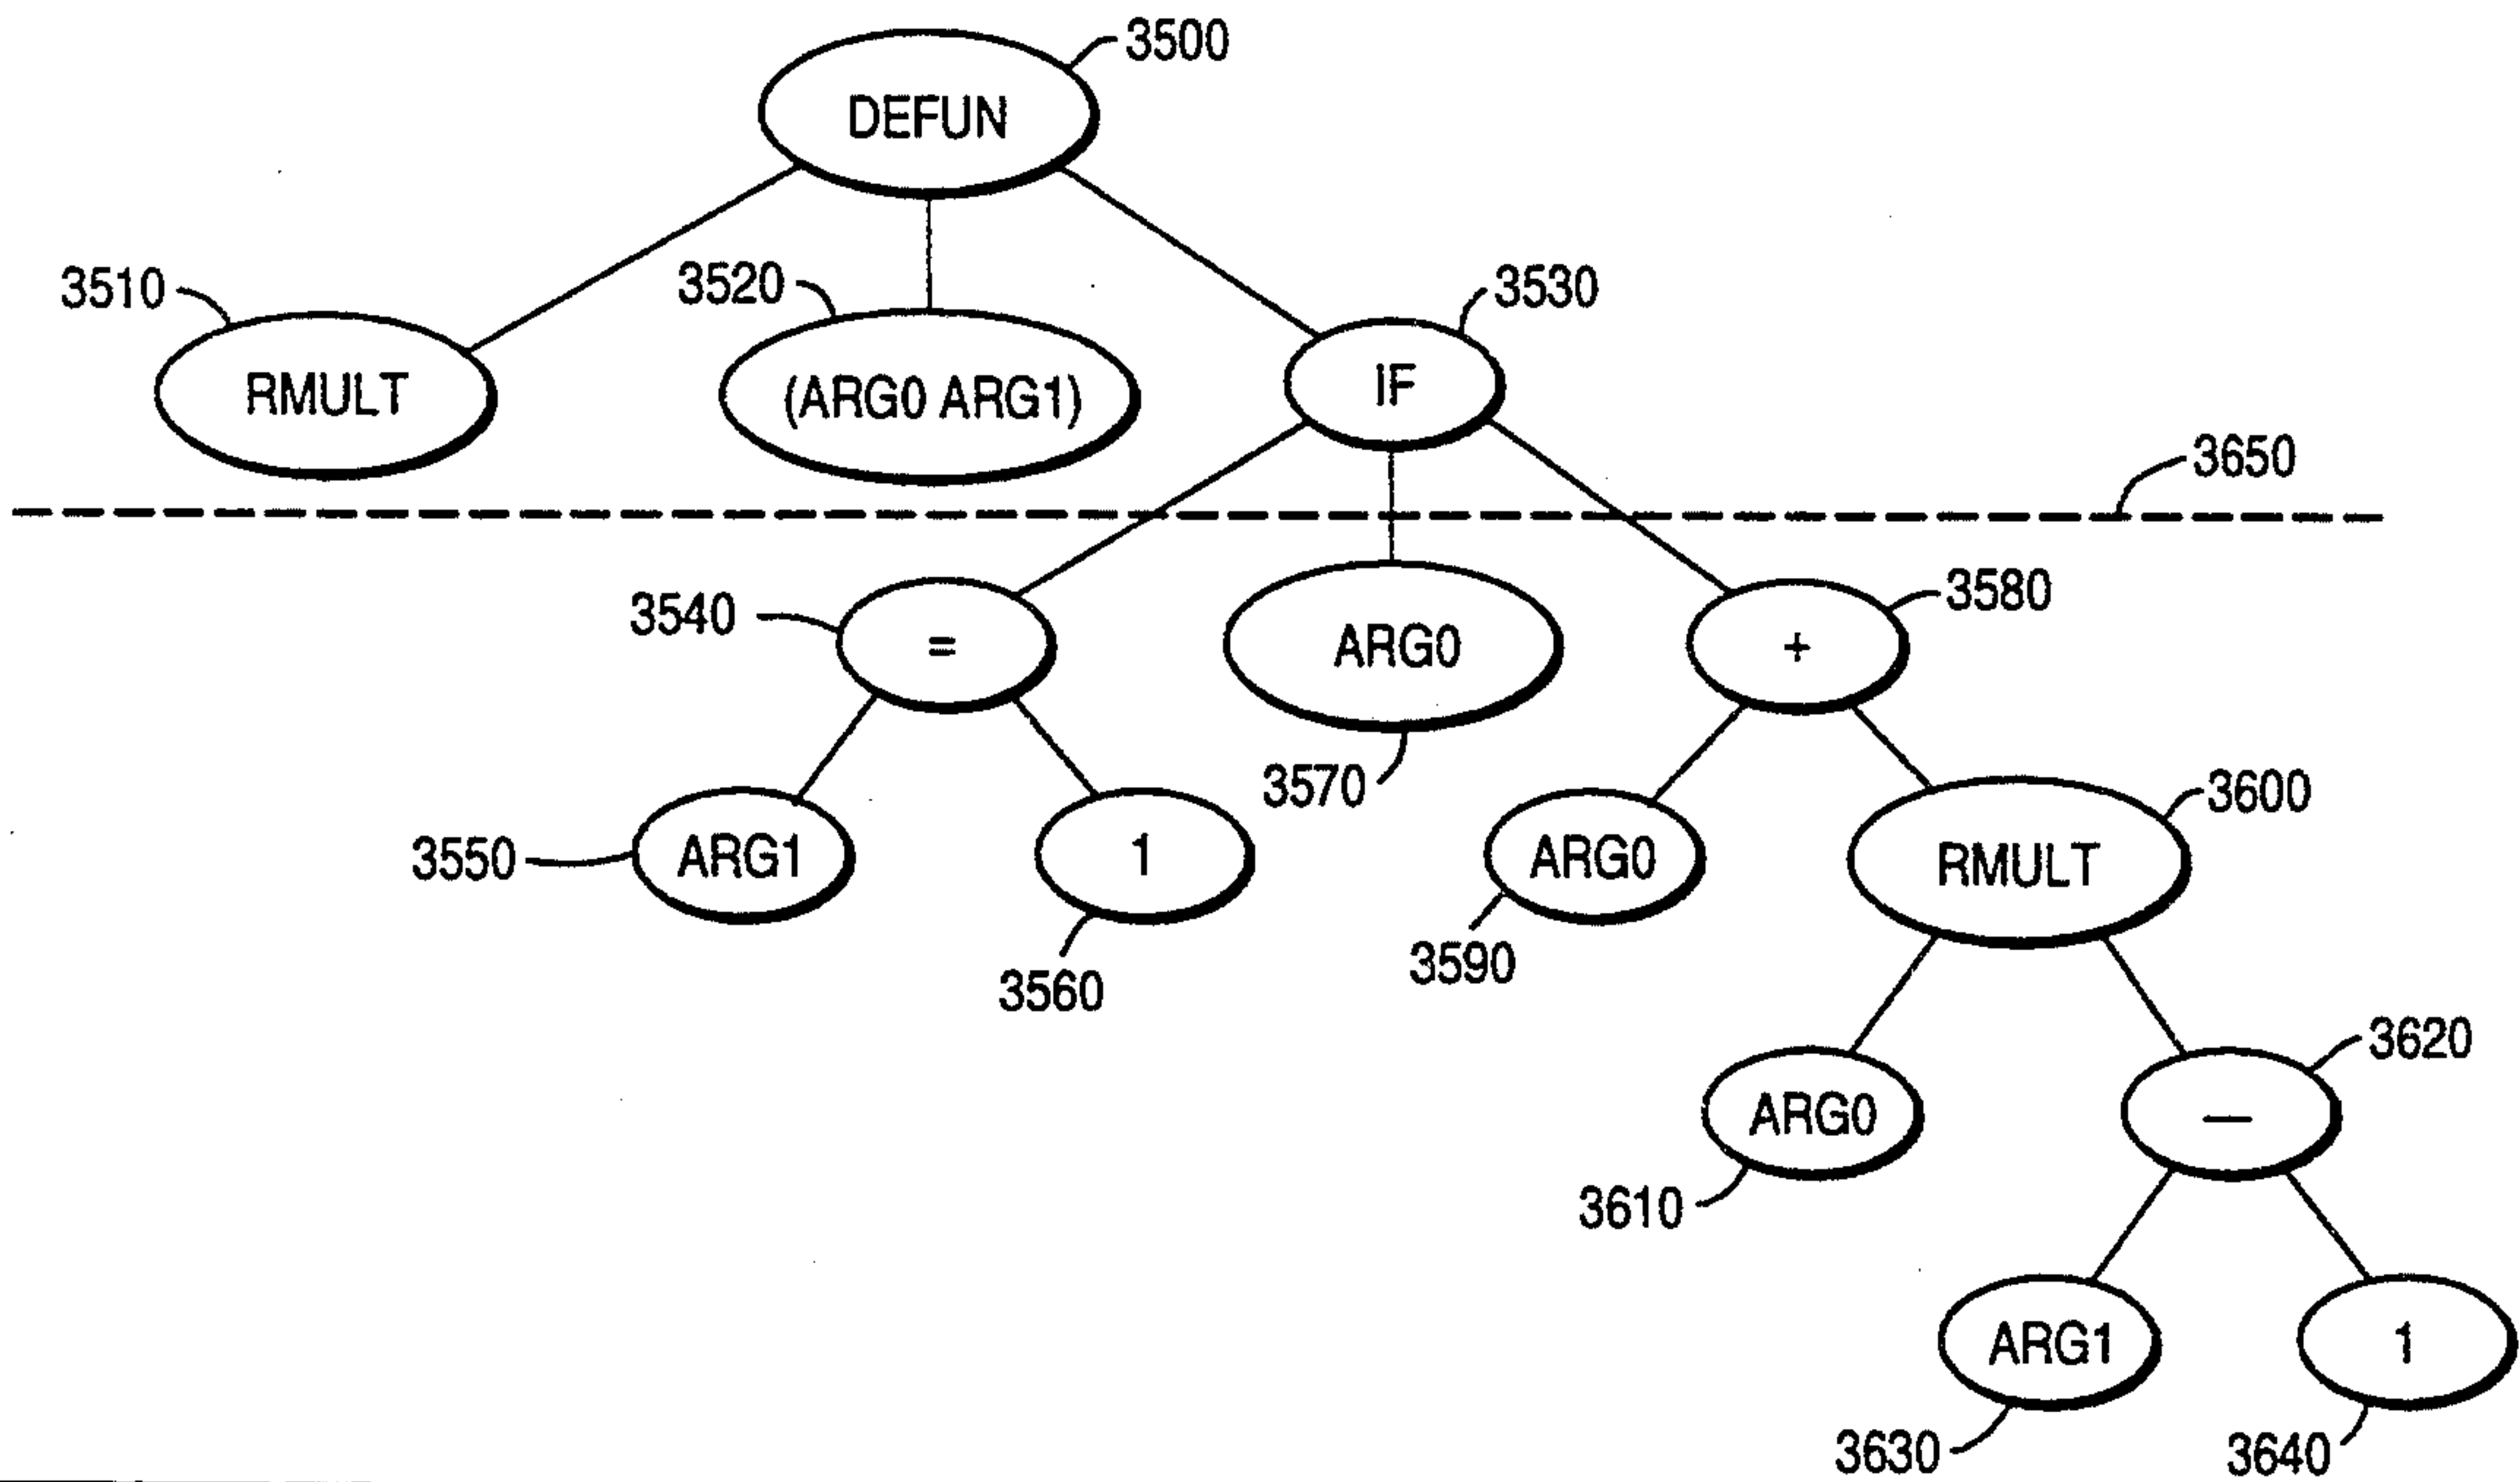 3500
DEFUN
3510
3520
3530
RMULT
(ARG0 ARG1)
IF
3650
3540
=
ARG0
3580
+
3570
3550
ARG1
1
3560
ARG0
3590
RMULT
3600
ARG0
3610
—
3620
ARG1
3630
1
3640